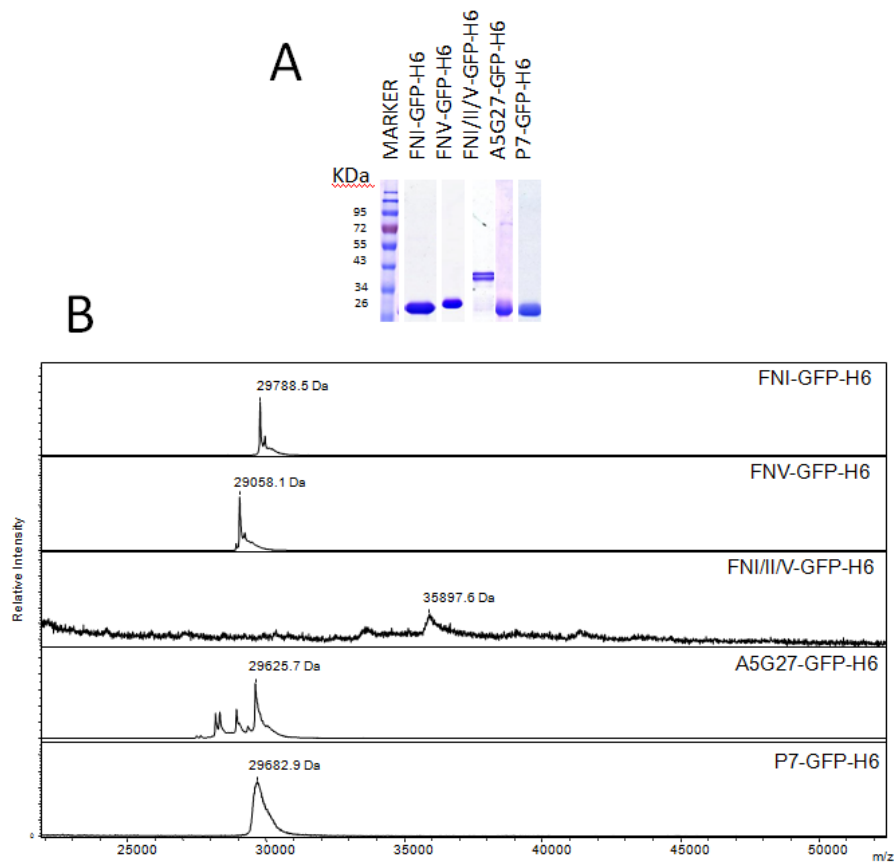 A
MARKER
FNI-GFP-H6
FNV-GFP-H6
FNI/II/V-GFP-H6
A5G27-GFP-H6
P7-GFP-H6
KDa
95
72
55
43
34
26
B
FNI-GFP-H6
29788.5 Da
FNV-GFP-H6
29058.1 Da
FNI/II/V-GFP-H6
35897.6 Da
A5G27-GFP-H6
29625.7 Da
P7-GFP-H6
29682.9 Da
Relative Intensity
0
25000 30000 35000 40000 45000 50000
m/z